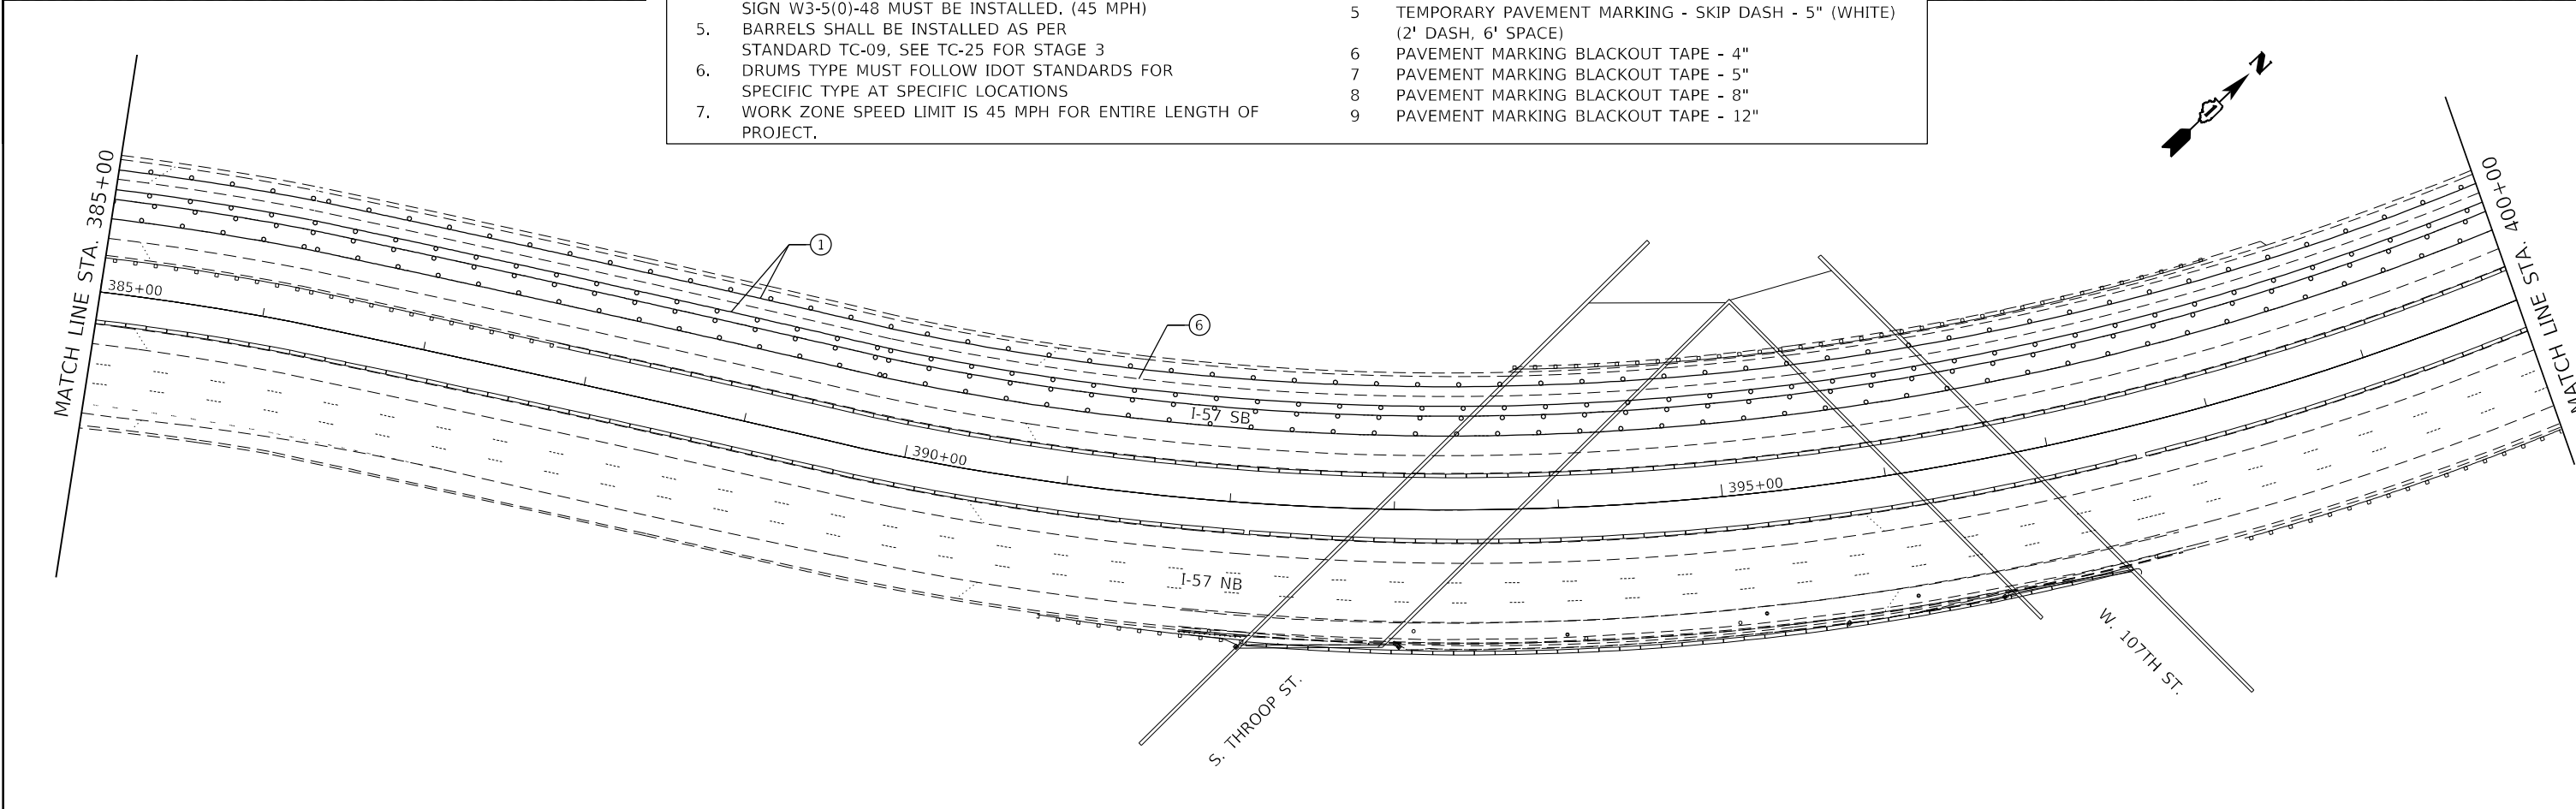 SIGN W3-5(0)-48 MUST BE INSTALLED. (45 MPH)
5. BARRELS SHALL BE INSTALLED AS PER
STANDARD TC-09, SEE TC-25 FOR STAGE 3
6. DRUMS TYPE MUST FOLLOW IDOT STANDARDS FOR
SPECIFIC TYPE AT SPECIFIC LOCATIONS
7. WORK ZONE SPEED LIMIT IS 45 MPH FOR ENTIRE LENGTH OF
PROJECT.
5 TEMPORARY PAVEMENT MARKING - SKIP DASH - 5" (WHITE)
(2' DASH, 6' SPACE)
6 PAVEMENT MARKING BLACKOUT TAPE - 4"
7 PAVEMENT MARKING BLACKOUT TAPE - 5"
8 PAVEMENT MARKING BLACKOUT TAPE - 8"
9 PAVEMENT MARKING BLACKOUT TAPE - 12"
N
MATCH LINE STA. 385+00
385+00
1
6
I-57 SB
390+00
395+00
I-57 NB
S. THROOP ST.
W. 107TH ST.
MATCH LINE STA. 400+00